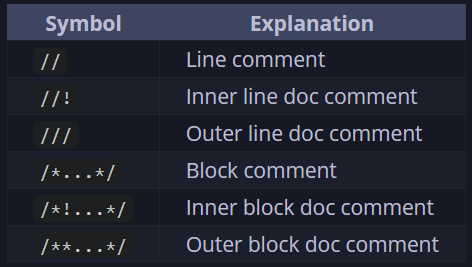 Symbol Explanation
// Line comment
//! Inner line doc comment
/// Outer line doc comment
/*...*/ Block comment
/*!...*/ Inner block doc comment
/**...*/ Outer block doc comment